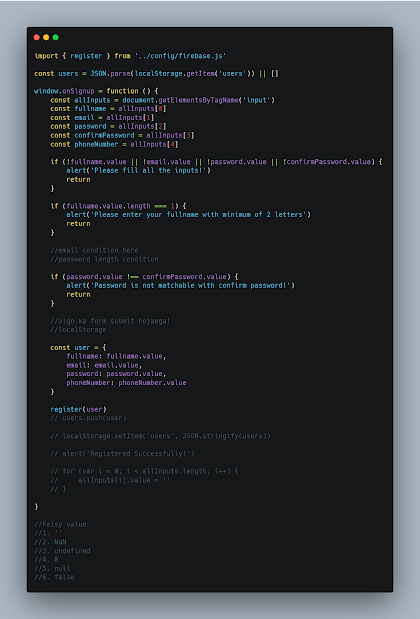 import { register } from '../config/firebase.js'
const users = JSON.parse(localStorage.getItem('users')) || []
window.onSignup = function () {
const allInputs = document.getElementsByTagName('input')
const fullname = allInputs[0]
const email = allInputs[1]
const password = allInputs[2]
const confirmPassword = allInputs[3]
const phoneNumber = allInputs[4]
if (!fullname.value || !email.value || !password.value || !confirmPassword.value) {
alert('Please fill all the inputs!')
return
}
if (fullname.value.length === 1) {
alert('Please enter your fullname with minimum of 2 letters')
return
}
//email condition here
//password length condition
if (password.value !== confirmPassword.value) {
alert('Password is not matchable with confirm password!')
return
}
//Sign ka form submit hojaega!
//localStorage
const user = {
fullname: fullname.value,
email: email.value,
password: password.value,
phoneNumber: phoneNumber.value
}
register(user)
// users.push(user)
// localStorage.setItem('users', JSON.stringify(users))
// alert('Registered Successfully!')
// for (var i = 0; i < allInputs.length; i++) {
//     allInputs[i].value = ''
// }
}
//Falsy value
//1. ''
//2. NaN
//3. undefined
//4. 0
//5. null
//6. false